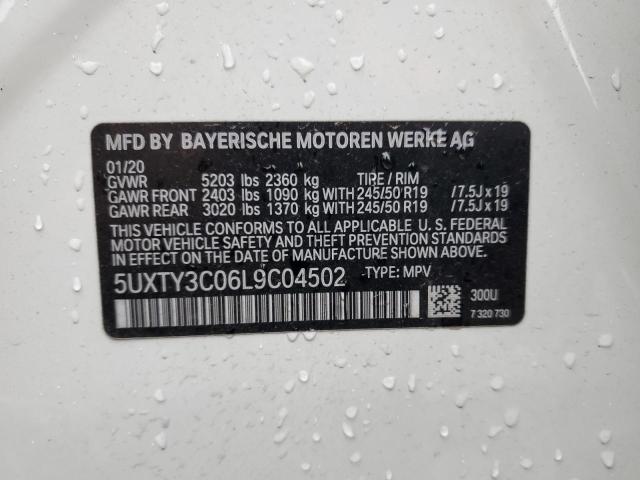 MFD BY BAYERISCHE MOTOREN WERKE AG
01/20
GVWR 5203 lbs 2360 kg TIRE / RIM
GAWR FRONT 2403 lbs 1090 kg WITH 245/50 R19 /7.5J x 19
GAWR REAR 3020 lbs 1370 kg WITH 245/50 R19 /7.5J x 19
THIS VEHICLE CONFORMS TO ALL APPLICABLE U. S. FEDERAL
MOTOR VEHICLE SAFETY, BUMPER, AND THEFT PREVENTION
STANDARDS IN EFFECT ON THE DATE OF MANUFACTURE SHOWN ABOVE.
5UXTY3C06L9C04502 TYPE: MPV
300U
7 320 730